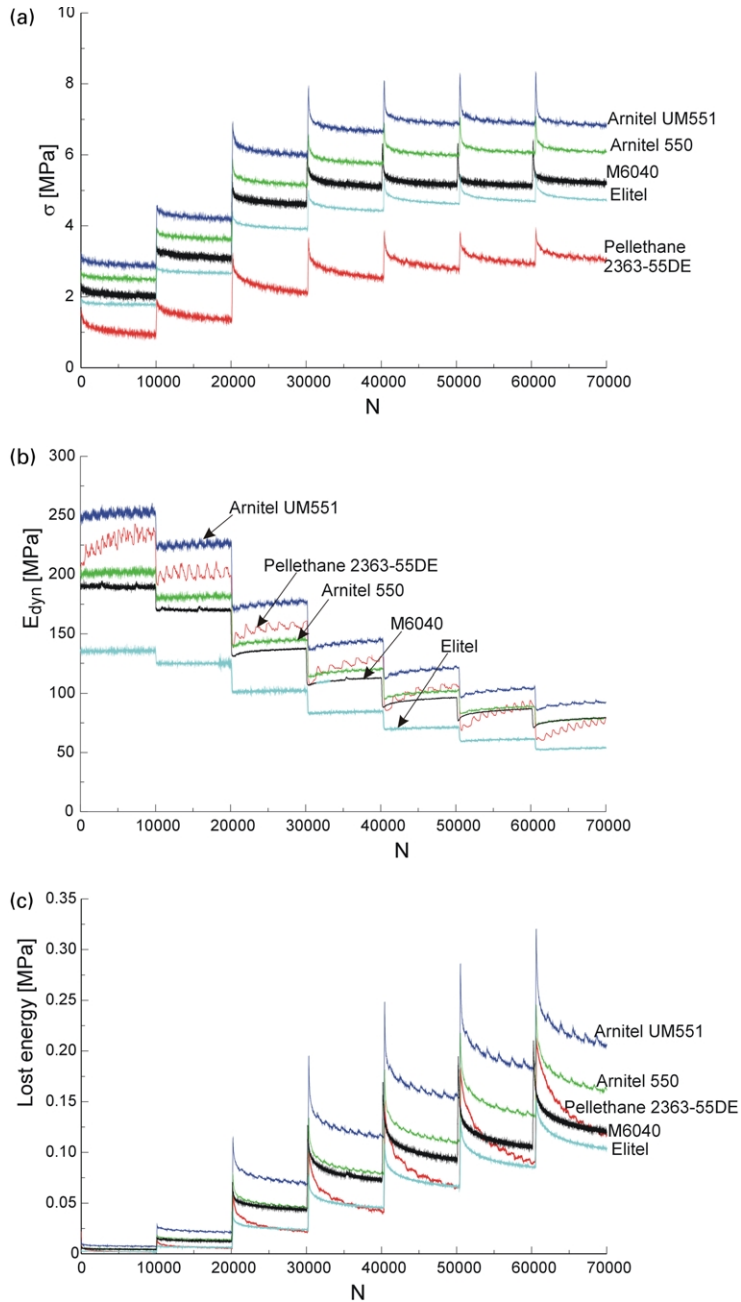 (a)
10
8
6
4
2
0
σ [MPa]
Arnitel UM551
Arnitel 550
M6040
Elitel
Pellethane
2363-55DE
0 10000 20000 30000 40000 50000 60000 70000
N
(b)
300
250
200
150
100
50
0
E_dyn [MPa]
Arnitel UM551
Pellethane 2363-55DE
Arnitel 550
M6040
Elitel
0 10000 20000 30000 40000 50000 60000 70000
N
(c)
0.35
0.30
0.25
0.20
0.15
0.10
0.05
0
Lost energy [MPa]
Arnitel UM551
Arnitel 550
Pellethane 2363-55DE
M6040
Elitel
0 10000 20000 30000 40000 50000 60000 70000
N